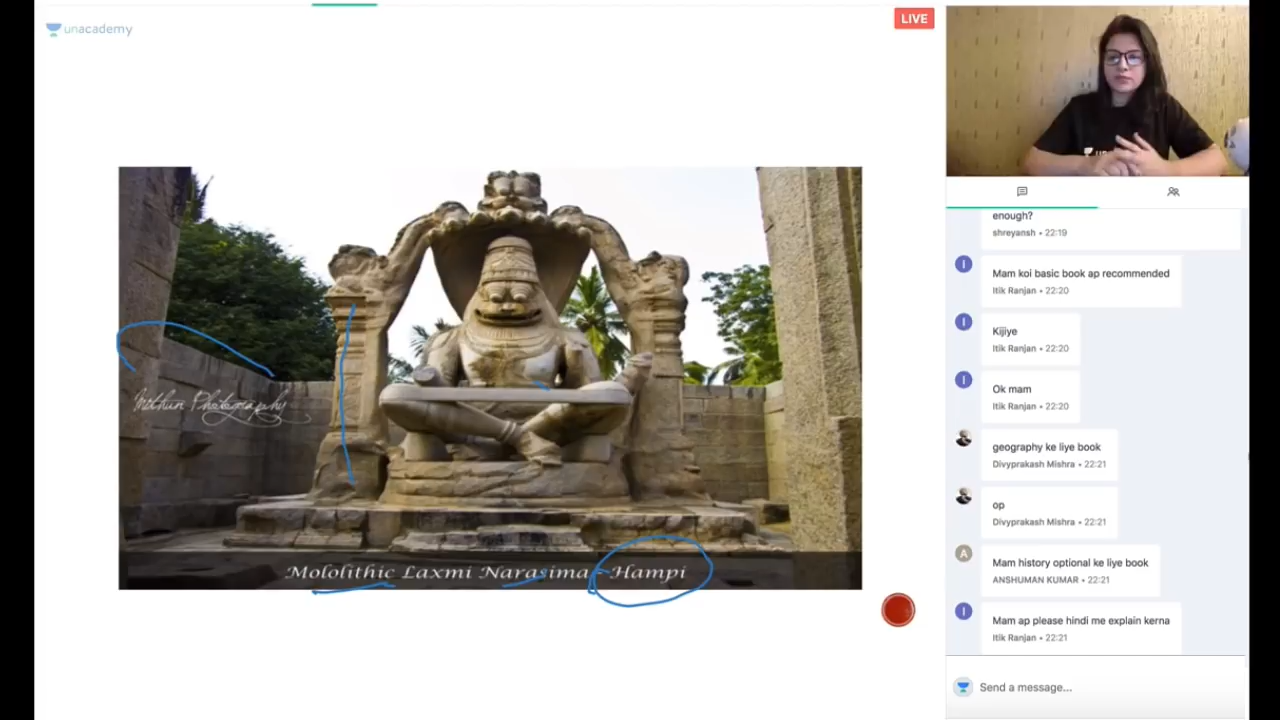 unacademy
LIVE
Mithun Photography
Mololithic Laxmi Narasima - Hampi
enough?
shreyansh • 22:19
Mam koi basic book ap recommended
Itik Ranjan • 22:20
Kijiye
Itik Ranjan • 22:20
Ok mam
Itik Ranjan • 22:20
geography ke liye book
Divyprakash Mishra • 22:21
op
Divyprakash Mishra • 22:21
A
Mam history optional ke liye book
ANSHUMAN KUMAR • 22:21
Mam ap please hindi me explain kerna
Itik Ranjan • 22:21
Send a message...